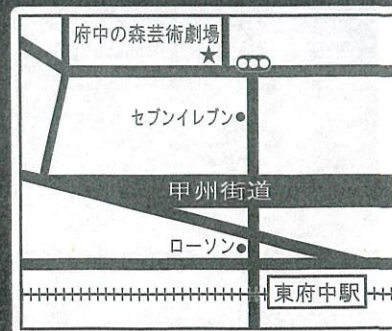 府中の森芸術劇場
★
セブンイレブン●
甲州街道
ローソン●
東府中駅